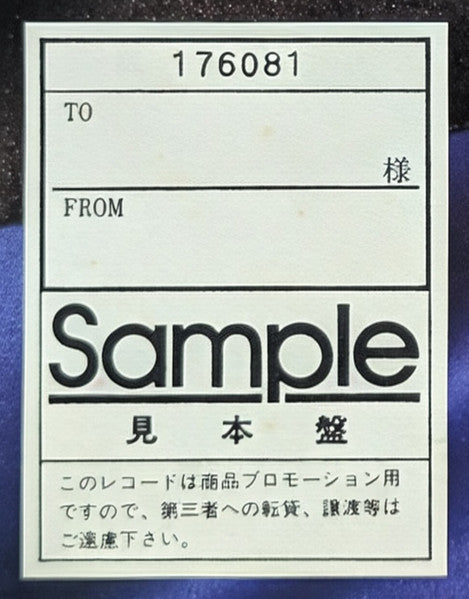 176081
TO
様
FROM
Sample
見本盤
このレコードは商品プロモーション用
ですので、第三者への転貸、譲渡等は
ご遠慮下さい。